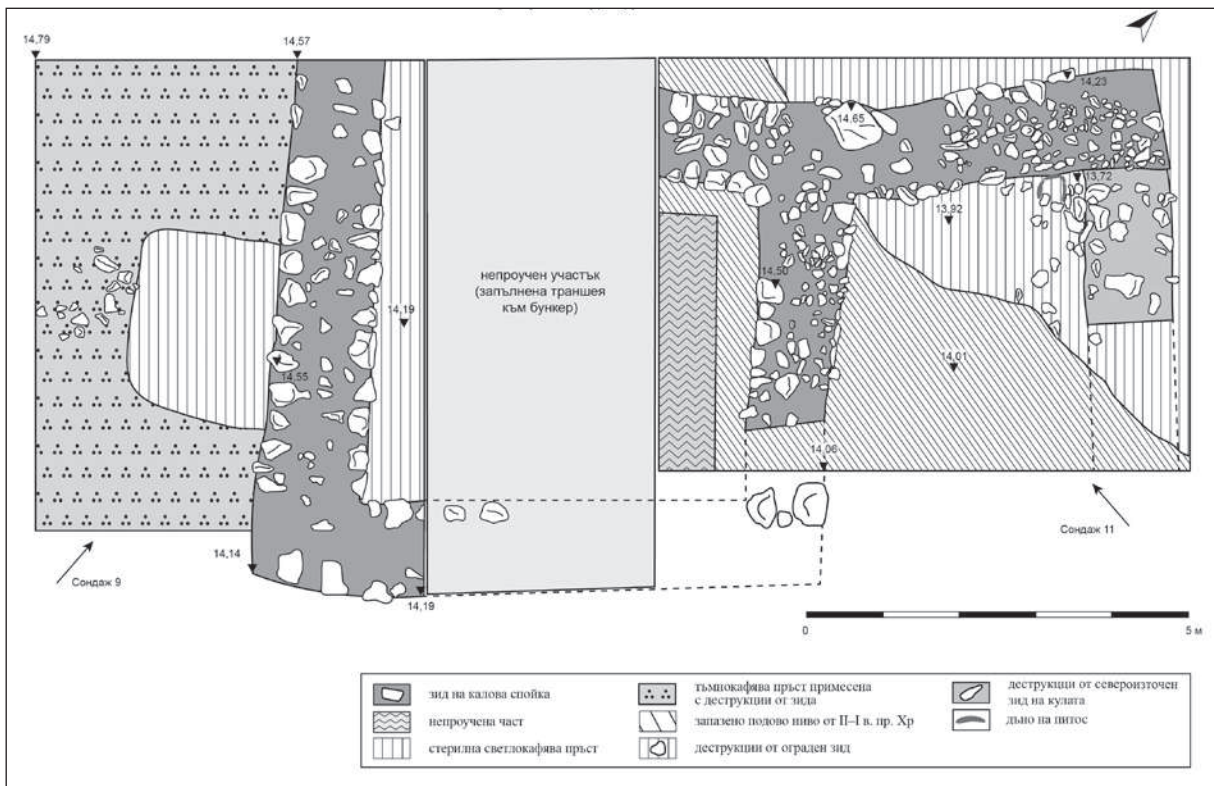 14,79
14,57
14,23
14,65
13,72
13,92
14,50
непроучен участък
(запълнена траншея
към бункер)
14,19
14,55
14,01
14,06
14,14
Сондаж 9
14,19
Сондаж 11
0
5 м
зид на калова спойка
непроучена част
стерилна светлокафява пръст
тъмнокафява пръст примесена
с деструкции от зида
запазено подово ниво от II–I в. пр. Хр
деструкции от ограден зид
деструкци от североизточен
зид на кулата
дъно на питос